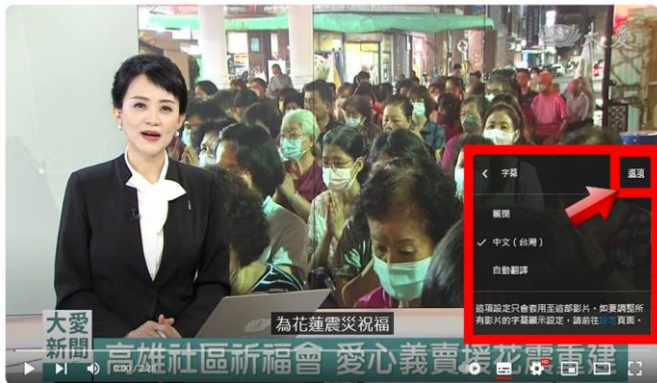 大愛
字幕
選項
關閉
中文（台灣）
自動翻譯
這項設定只會套用至這部影片。如要調整所
有影片的字幕顯示設定，請前往設定頁面。
為花蓮震災祝福
大愛
新聞
高雄社區祈福會 愛心義賣援花震重建
0:00 / 2:28
HD